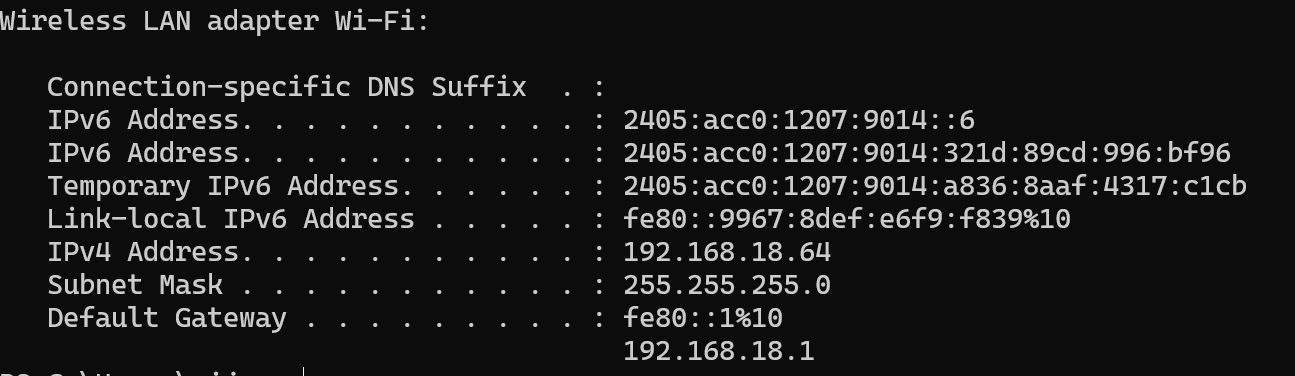 Wireless LAN adapter Wi-Fi:
Connection-specific DNS Suffix  . :
IPv6 Address. . . . . . . . . . . : 2405:acc0:1207:9014::6
IPv6 Address. . . . . . . . . . . : 2405:acc0:1207:9014:321d:89cd:996:bf96
Temporary IPv6 Address. . . . . . : 2405:acc0:1207:9014:a836:8aaf:4317:c1cb
Link-local IPv6 Address . . . . . : fe80::9967:8def:e6f9:f839%10
IPv4 Address. . . . . . . . . . . : 192.168.18.64
Subnet Mask . . . . . . . . . . . : 255.255.255.0
Default Gateway . . . . . . . . . : fe80::1%10
192.168.18.1